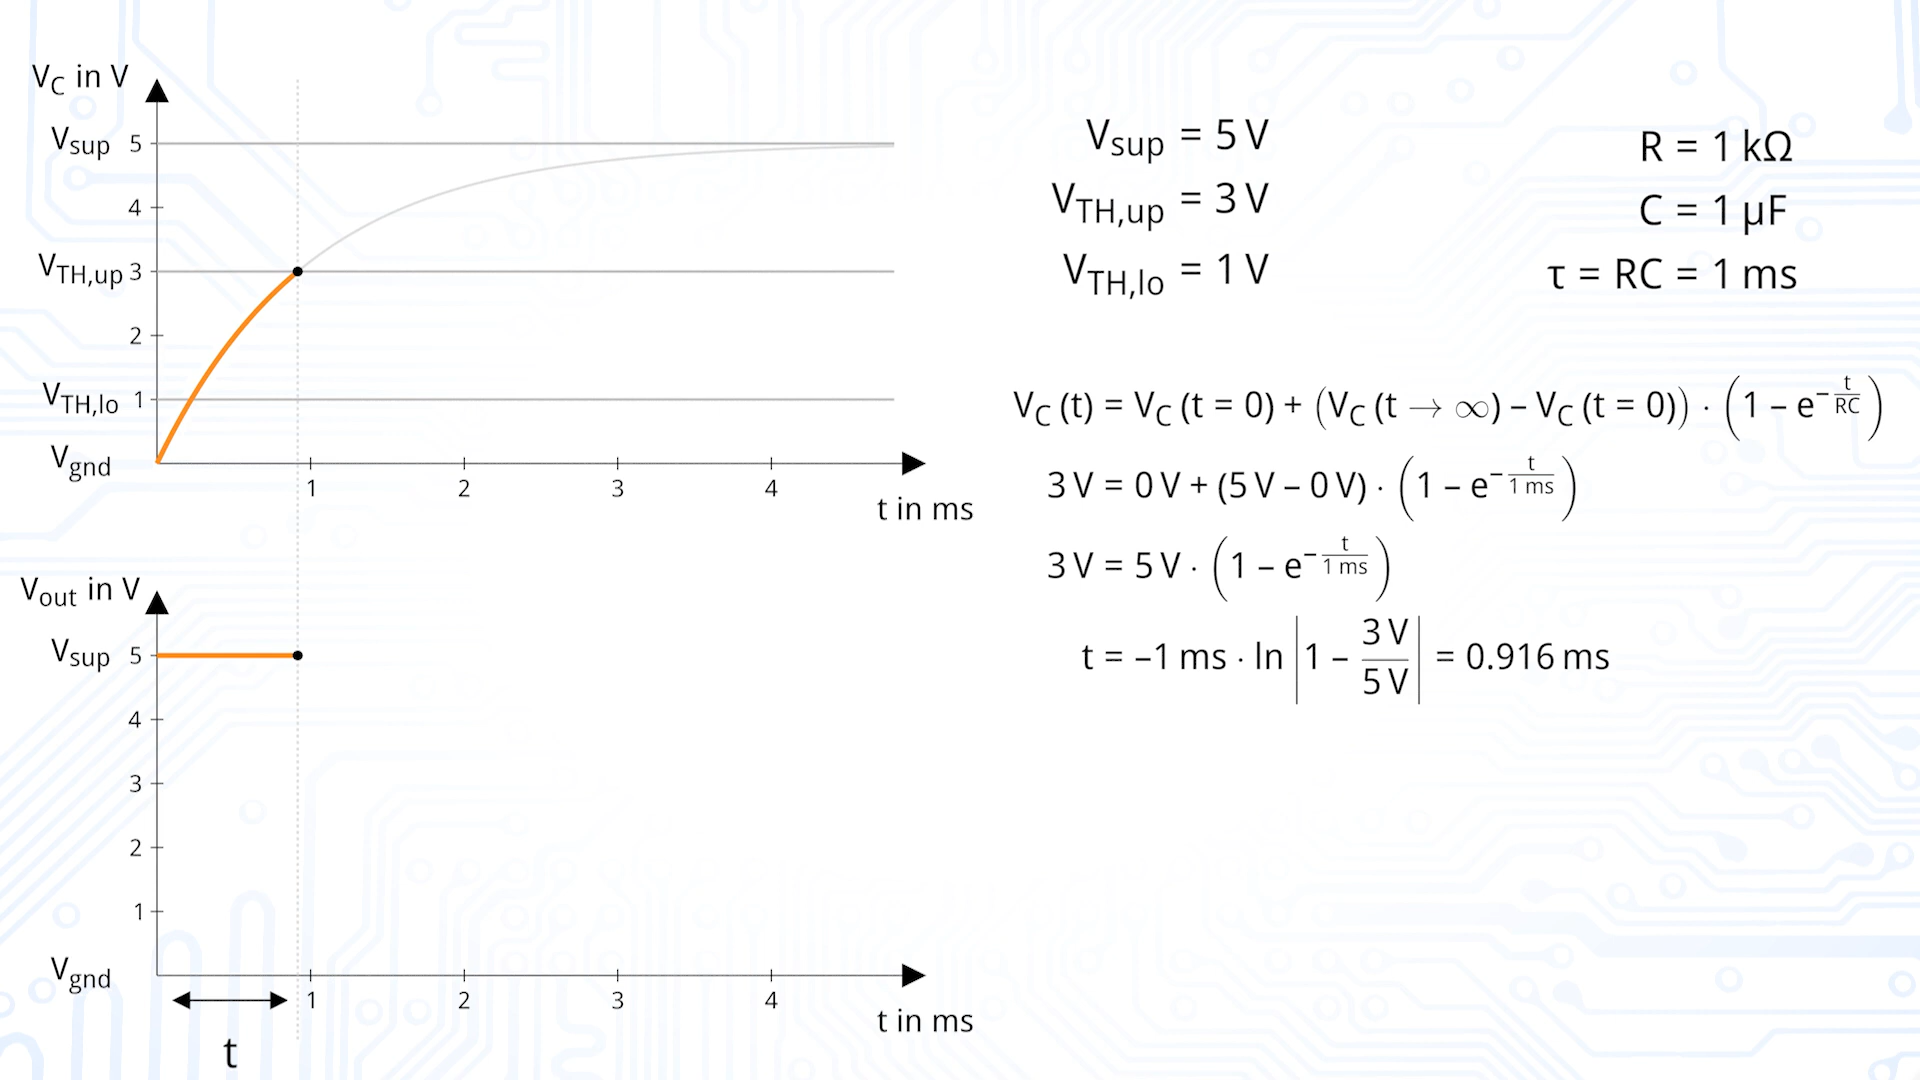 V_C in V
V_sup 5
4
V_TH,up 3
2
V_TH,lo 1
V_gnd
1 2 3 4
t in ms
V_out in V
V_sup 5
4
3
2
1
V_gnd
1 2 3 4
t in ms
t
V_sup = 5 V
V_TH,up = 3 V
V_TH,lo = 1 V
R = 1 kΩ
C = 1 µF
τ = RC = 1 ms
V_C (t) = V_C (t = 0) + (V_C (t → ∞) – V_C (t = 0)) · (1 – e^(–t/RC))
3 V = 0 V + (5 V – 0 V) · (1 – e^(–t/1 ms))
3 V = 5 V · (1 – e^(–t/1 ms))
t = –1 ms · ln |1 – 3 V/5 V| = 0.916 ms